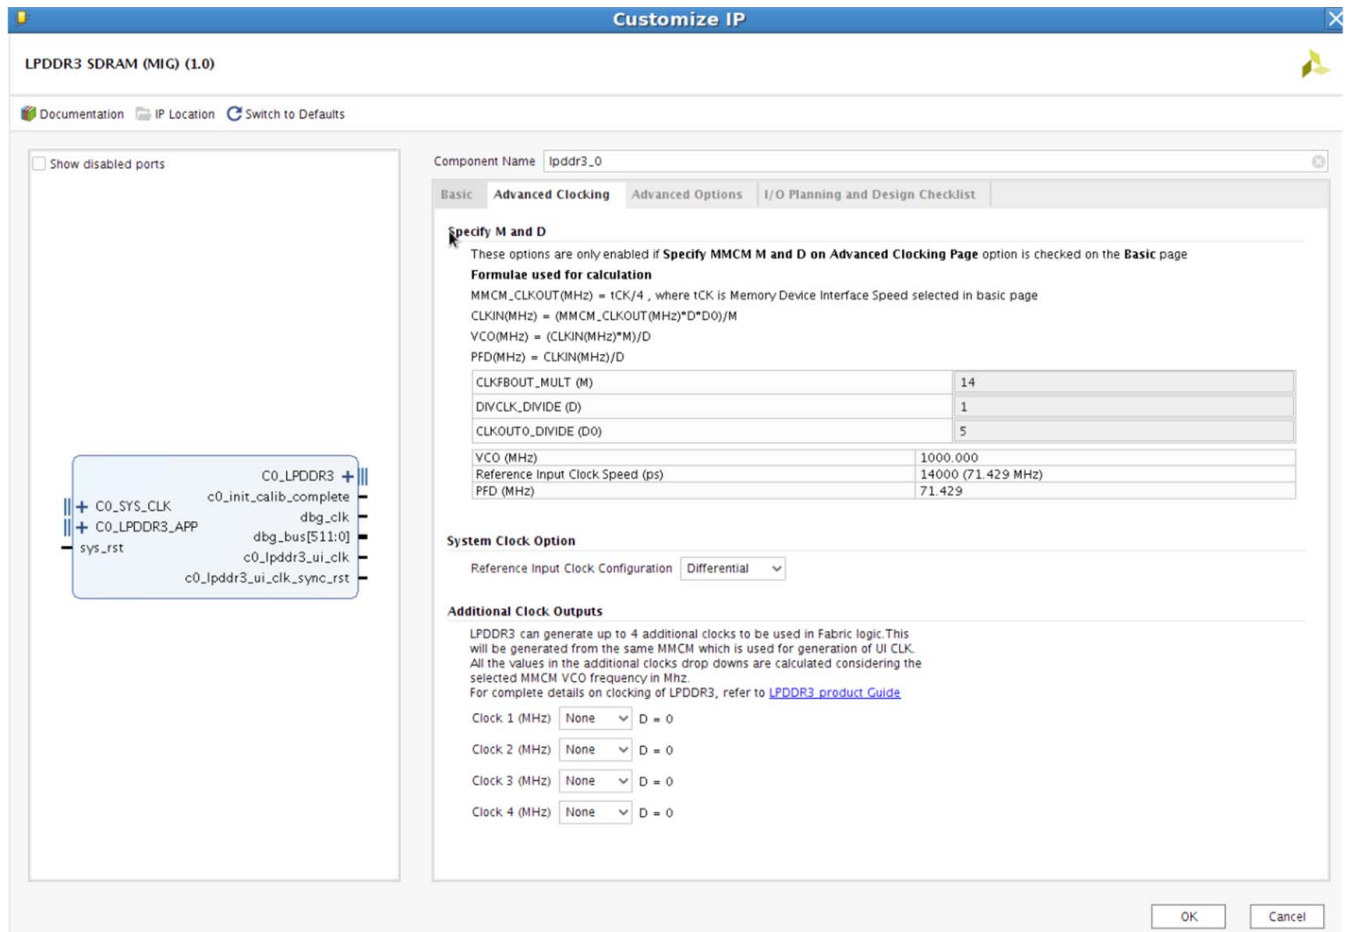 Customize IP
LPDDR3 SDRAM (MIG) (1.0)
Documentation IP Location Switch to Defaults
Show disabled ports
C0_LPDDR3
c0_init_calib_complete
C0_SYS_CLK
dbg_clk
C0_LPDDR3_APP
dbg_bus[511:0]
sys_rst
c0_lpddr3_ui_clk
c0_lpddr3_ui_clk_sync_rst
Component Name lpddr3_0
Basic Advanced Clocking Advanced Options I/O Planning and Design Checklist
Specify M and D
These options are only enabled if Specify MMCM M and D on Advanced Clocking Page option is checked on the Basic page
Formulae used for calculation
MMCM_CLKOUT(MHz) = tCK/4 , where tCK is Memory Device Interface Speed selected in basic page
CLKIN(MHz) = (MMCM_CLKOUT(MHz)*D*D0)/M
VCO(MHz) = (CLKIN(MHz)*M)/D
PFD(MHz) = CLKIN(MHz)/D
CLKFBOUT_MULT (M) 14
DIVCLK_DIVIDE (D) 1
CLKOUT0_DIVIDE (D0) 5
VCO (MHz) 1000.000
Reference Input Clock Speed (ps) 14000 (71.429 MHz)
PFD (MHz) 71.429
System Clock Option
Reference Input Clock Configuration Differential
Additional Clock Outputs
LPDDR3 can generate up to 4 additional clocks to be used in Fabric logic.This
will be generated from the same MMCM which is used for generation of UI CLK.
All the values in the additional clocks drop downs are calculated considering the
selected MMCM VCO frequency in Mhz.
For complete details on clocking of LPDDR3, refer to LPDDR3 product Guide
Clock 1 (MHz) None D = 0
Clock 2 (MHz) None D = 0
Clock 3 (MHz) None D = 0
Clock 4 (MHz) None D = 0
OK Cancel